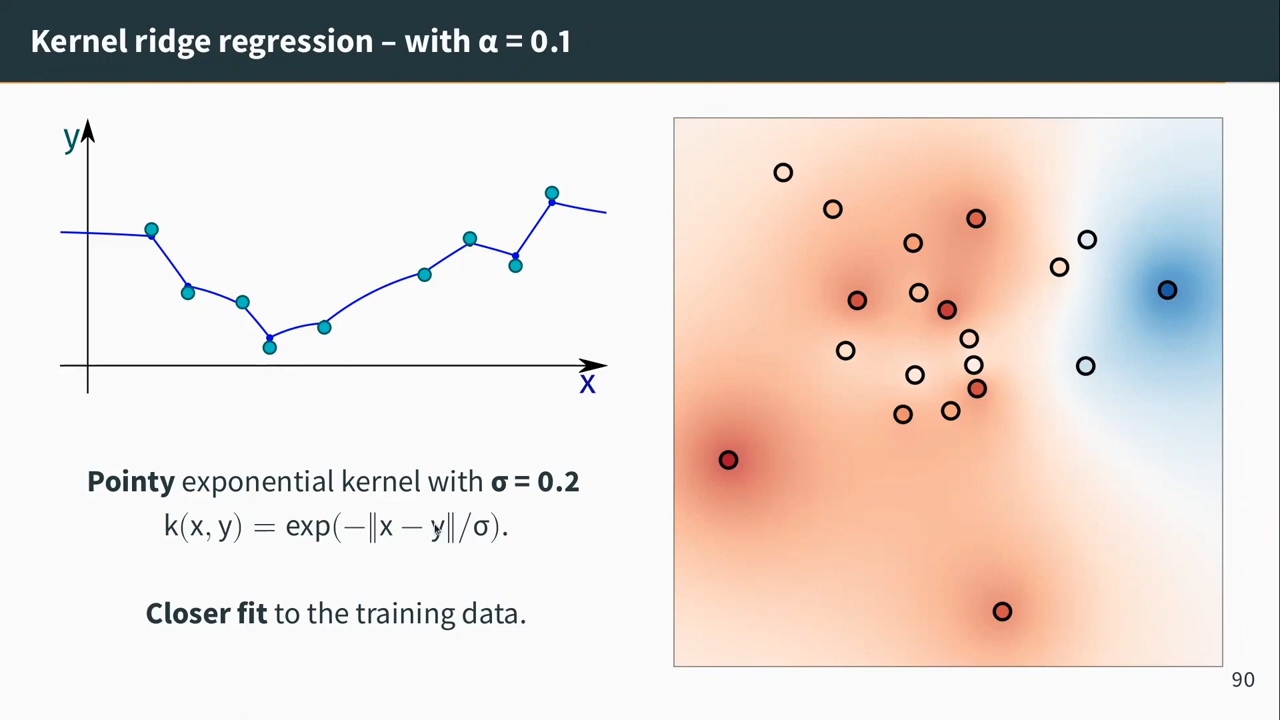 Kernel ridge regression – with α = 0.1
y
x
Pointy exponential kernel with σ = 0.2
k(x, y) = exp(−‖x − y‖/σ).
Closer fit to the training data.
90